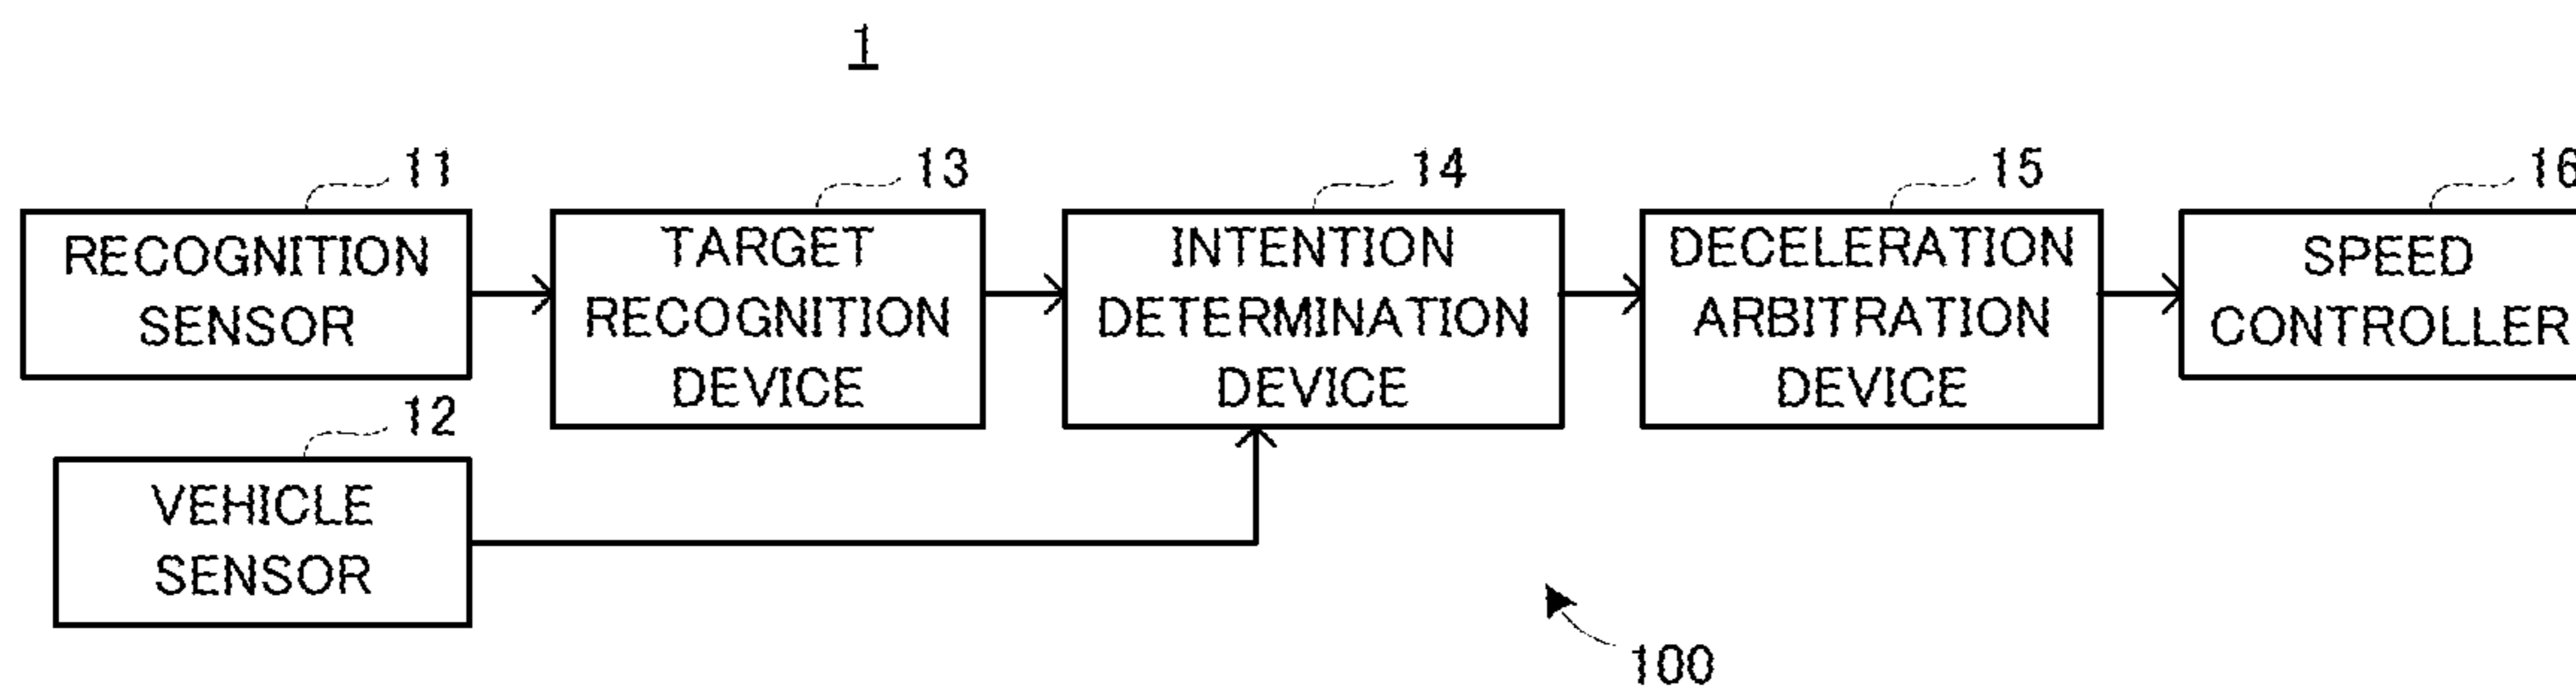 1
11
RECOGNITION
SENSOR
13
TARGET
RECOGNITION
DEVICE
14
INTENTION
DETERMINATION
DEVICE
15
DECELERATION
ARBITRATION
DEVICE
16
SPEED
CONTROLLER
12
VEHICLE
SENSOR
100